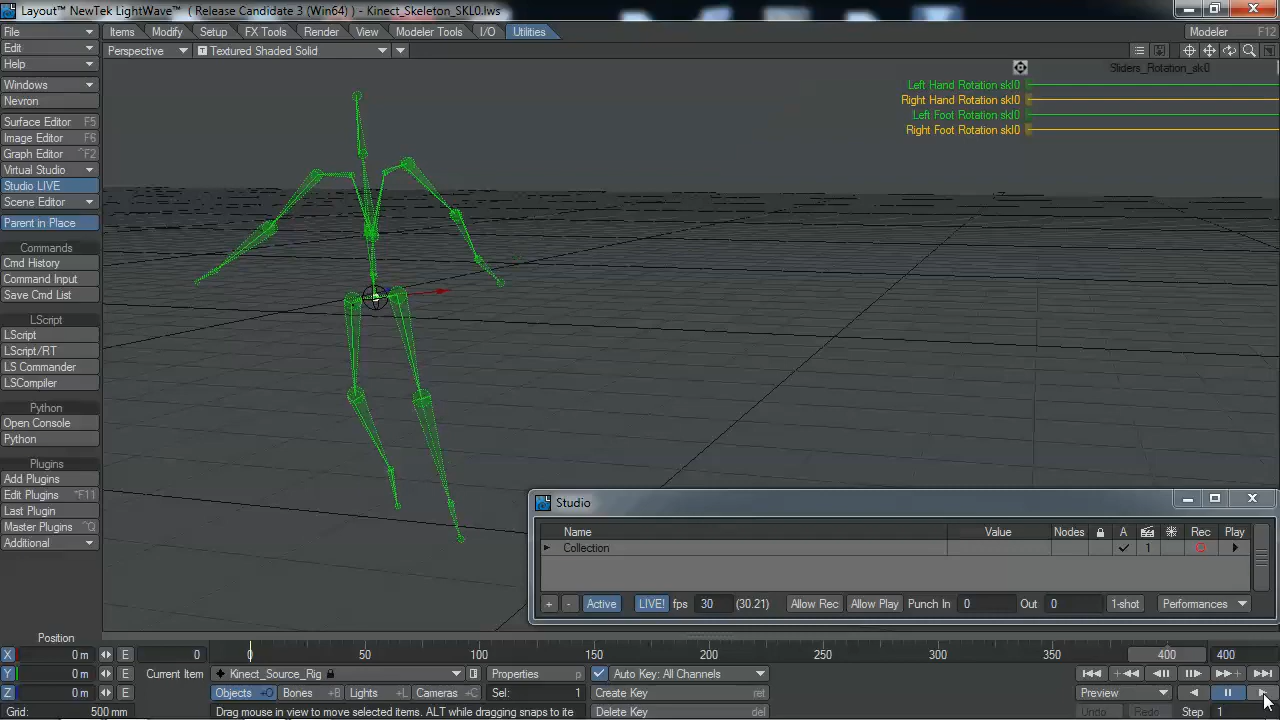 Layout™ NewTek LightWave™ ( Release Candidate 3 (Win64) ) - Kinect_Skeleton_SKL0.lws
File
Items Modify Setup FX Tools Render View Modeler Tools I/O Utilities
Modeler F12
Edit
Perspective Textured Shaded Solid
Help
Sliders_Rotation_skl0
Windows
Left Hand Rotation skl0
Nevron
Right Hand Rotation skl0
Left Foot Rotation skl0
Surface Editor F5
Right Foot Rotation skl0
Image Editor F6
Graph Editor ^F2
Virtual Studio
Studio LIVE
Scene Editor
Parent in Place
Commands
Cmd History
Command Input
Save Cmd List
LScript
LScript
LScript/RT
LS Commander
LSCompiler
Python
Open Console
Python
Plugins
Add Plugins
Edit Plugins ^F11
Last Plugin
Master Plugins ^Q
Additional
Studio
Name Value Nodes A Rec Play
Collection 1
+ - Active LIVE! fps 30 (30.21) Allow Rec Allow Play Punch In 0 Out 0 1-shot Performances
Position
X 0 m E 0 0 50 100 150 200 250 300 350 400 400
Y 0 m E Current Item Kinect_Source_Rig Properties p Auto Key: All Channels
Z 0 m E Objects +O Bones +B Lights +L Cameras +C Sel: 1 Create Key ret Preview
Grid: 500 mm Drag mouse in view to move selected items. ALT while dragging snaps to ite Delete Key del Undo Redo Step 1